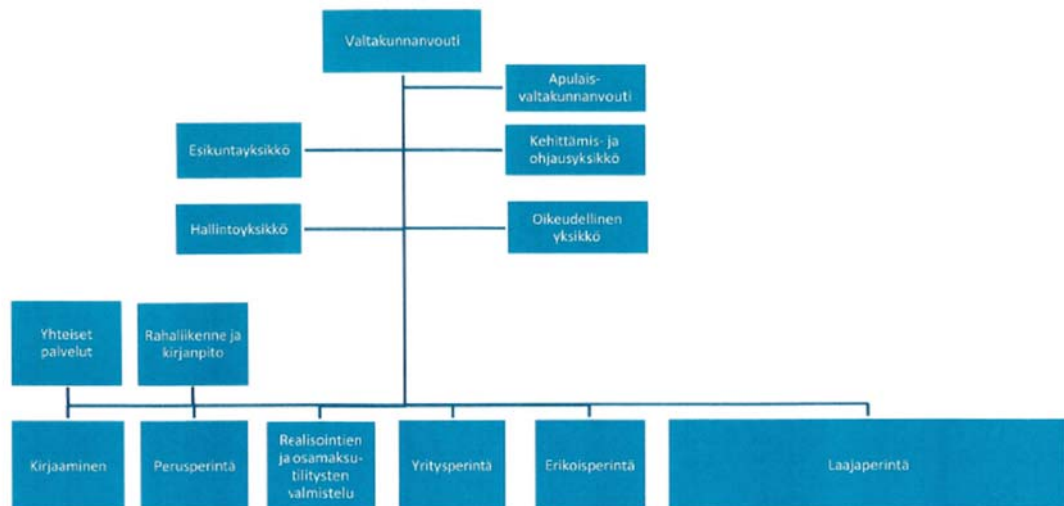 Valtakunnanvouti
Apulais-
valtakunnanvouti
Esikuntayksikkö
Kehittämis- ja
ohjausyksikkö
Hallintoyksikkö
Oikeudellinen
yksikkö
Yhteiset
palvelut
Rahaliikenne ja
kirjanpito
Kirjaaminen
Perusperintä
Realisointien
ja osamaksu-
tilitysten
valmistelu
Yritysperintä
Erikoisperintä
Laajaperintä